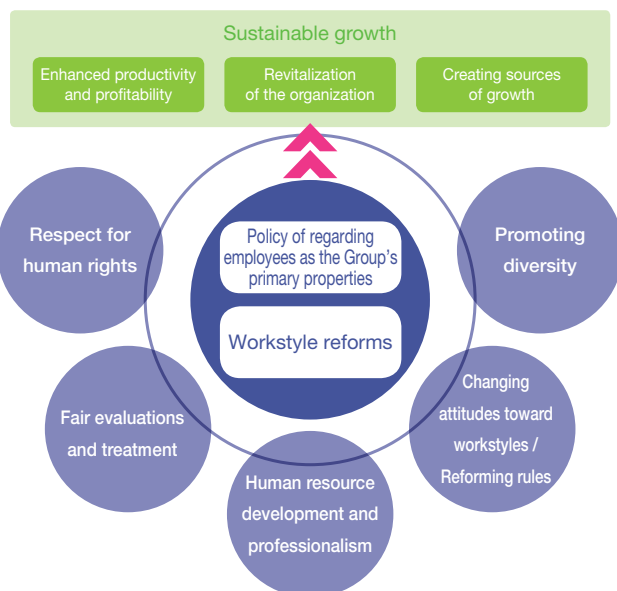 Sustainable growth
Enhanced productivity
and profitability
Revitalization
of the organization
Creating sources
of growth
Policy of regarding
employees as the Group's
primary properties
Workstyle reforms
Respect for
human rights
Promoting
diversity
Fair evaluations
and treatment
Changing
attitudes toward
workstyles /
Reforming rules
Human resource
development and
professionalism